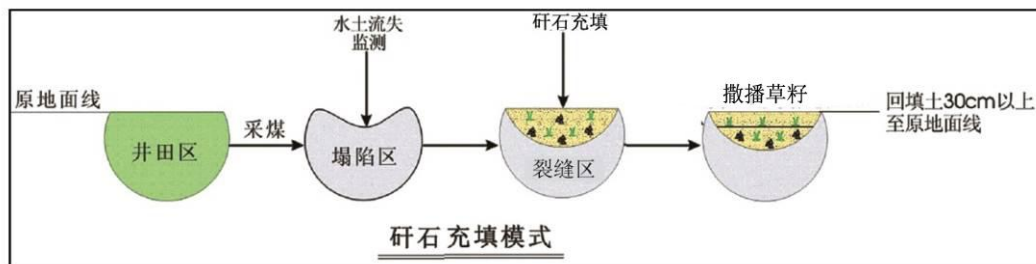 水土流失
监测
矸石充填
撒播草籽
原地面线
回填土30cm以上
至原地面线
采煤
井田区
塌陷区
裂缝区
矸石充填模式